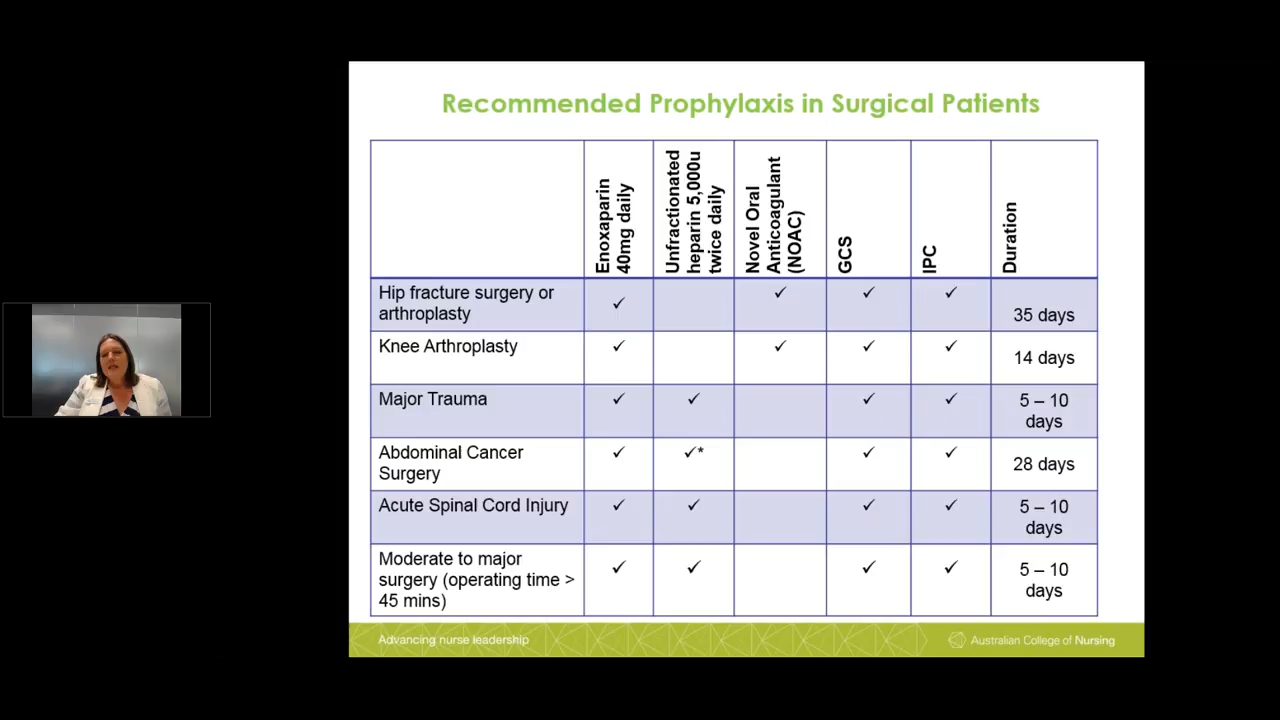 Recommended Prophylaxis in Surgical Patients
Enoxaparin
40mg daily
Unfractionated
heparin 5,000u
twice daily
Novel Oral
Anticoagulant
(NOAC)
GCS
IPC
Duration
Hip fracture surgery or
arthroplasty
✓ ✓ ✓ ✓
35 days
Knee Arthroplasty
✓ ✓ ✓ ✓
14 days
Major Trauma
✓ ✓ ✓ ✓
5 – 10
days
Abdominal Cancer
Surgery
✓ ✓* ✓ ✓
28 days
Acute Spinal Cord Injury
✓ ✓ ✓ ✓
5 – 10
days
Moderate to major
surgery (operating time >
45 mins)
✓ ✓ ✓ ✓
5 – 10
days
Advancing nurse leadership
Australian College of Nursing